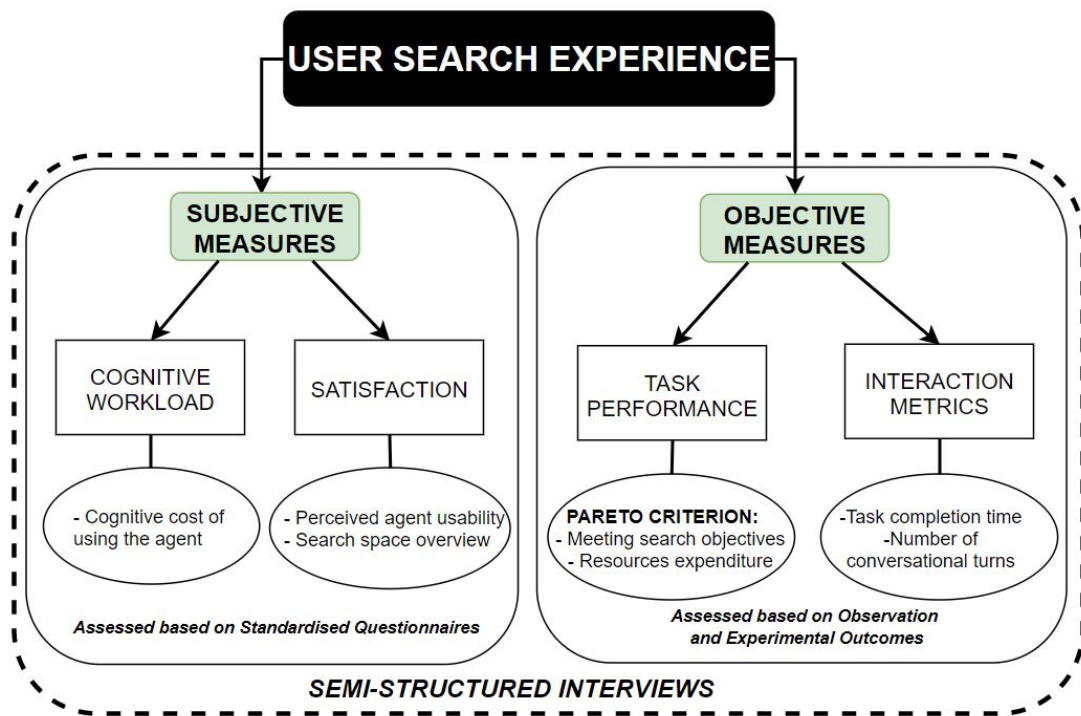 USER SEARCH EXPERIENCE
SUBJECTIVE
MEASURES
COGNITIVE
WORKLOAD
SATISFACTION
- Cognitive cost of
using the agent
- Perceived agent usability
- Search space overview
Assessed based on Standardised Questionnaires
OBJECTIVE
MEASURES
TASK
PERFORMANCE
INTERACTION
METRICS
PARETO CRITERION:
- Meeting search objectives
- Resources expenditure
-Task completion time
-Number of
conversational turns
Assessed based on Observation
and Experimental Outcomes
SEMI-STRUCTURED INTERVIEWS